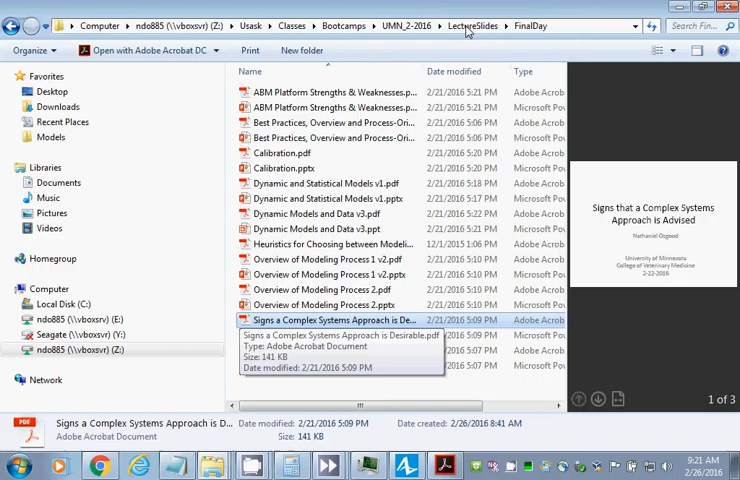 Computer ▸ ndo885 (\\vboxsvr) (Z:) ▸ Usask ▸ Classes ▸ Bootcamps ▸ UMN_2-2016 ▸ LectureSlides ▸ FinalDay
Search Fin...
Organize Open with Adobe Acrobat DC Print New folder
Name Date modified Type
Favorites
Desktop
Downloads
Recent Places
Models
Libraries
Documents
Music
Pictures
Videos
Homegroup
Computer
Local Disk (C:)
ndo885 (\\vboxsvr) (E:)
Seagate (\\vboxsvr) (Y:)
ndo885 (\\vboxsvr) (Z:)
Network
ABM Platform Strengths & Weaknesses.p... 2/21/2016 5:21 PM Adobe Acrob
ABM Platform Strengths & Weaknesses.p... 2/21/2016 5:21 PM Microsoft Pov
Best Practices, Overview and Process-Ori... 2/21/2016 5:06 PM Adobe Acrob
Best Practices, Overview and Process-Ori... 2/21/2016 5:06 PM Microsoft Pov
Calibration.pdf 2/21/2016 5:20 PM Adobe Acrob
Calibration.pptx 2/21/2016 5:20 PM Microsoft Pov
Dynamic and Statistical Models v1.pdf 2/21/2016 5:18 PM Adobe Acrob
Dynamic and Statistical Models v1.pptx 2/21/2016 5:17 PM Microsoft Pov
Dynamic Models and Data v3.pdf 2/21/2016 5:22 PM Adobe Acrob
Dynamic Models and Data v3.ppt 2/21/2016 5:22 PM Microsoft Pov
Heuristics for Choosing between Modeli... 12/1/2015 1:06 PM Adobe Acrob
Overview of Modeling Process 1 v2.pdf 2/21/2016 5:10 PM Adobe Acrob
Overview of Modeling Process 1 v2.pptx 2/21/2016 5:10 PM Microsoft Pov
Overview of Modeling Process 2.pdf 2/21/2016 5:10 PM Adobe Acrob
Overview of Modeling Process 2.pptx 2/21/2016 5:10 PM Microsoft Pov
Signs a Complex Systems Approach is De... 2/21/2016 5:09 PM Adobe Acrob
Signs a Complex Systems Approach is Desirable.pdf
Type: Adobe Acrobat Document
Size: 141 KB
Date modified: 2/21/2016 5:09 PM
5:09 PM Microsoft Pov
5:07 PM Adobe Acrob
5:07 PM Microsoft Pov
Signs that a Complex Systems
Approach is Advised
Nathaniel Osgood
University of Minnesota
College of Veterinary Medicine
2-22-2016
1 of 3
PDF
Signs a Complex Systems Approach is D... Date modified: 2/21/2016 5:09 PM Date created: 2/26/2016 8:41 AM
Adobe Acrobat Document Size: 141 KB
9:21 AM
2/26/2016